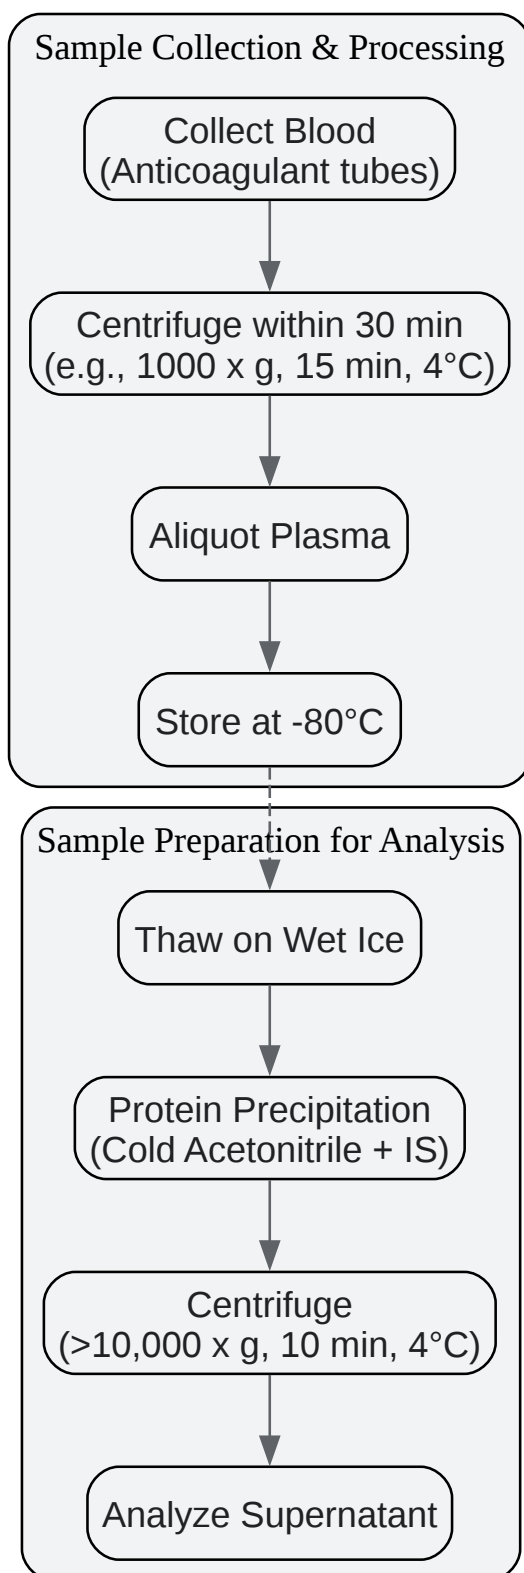 Sample Collection & Processing
Collect Blood
(Anticoagulant tubes)
Centrifuge within 30 min
(e.g., 1000 x g, 15 min, 4°C)
Aliquot Plasma
Store at -80°C
Sample Preparation for Analysis
Thaw on Wet Ice
Protein Precipitation
(Cold Acetonitrile + IS)
Centrifuge
(>10,000 x g, 10 min, 4°C)
Analyze Supernatant